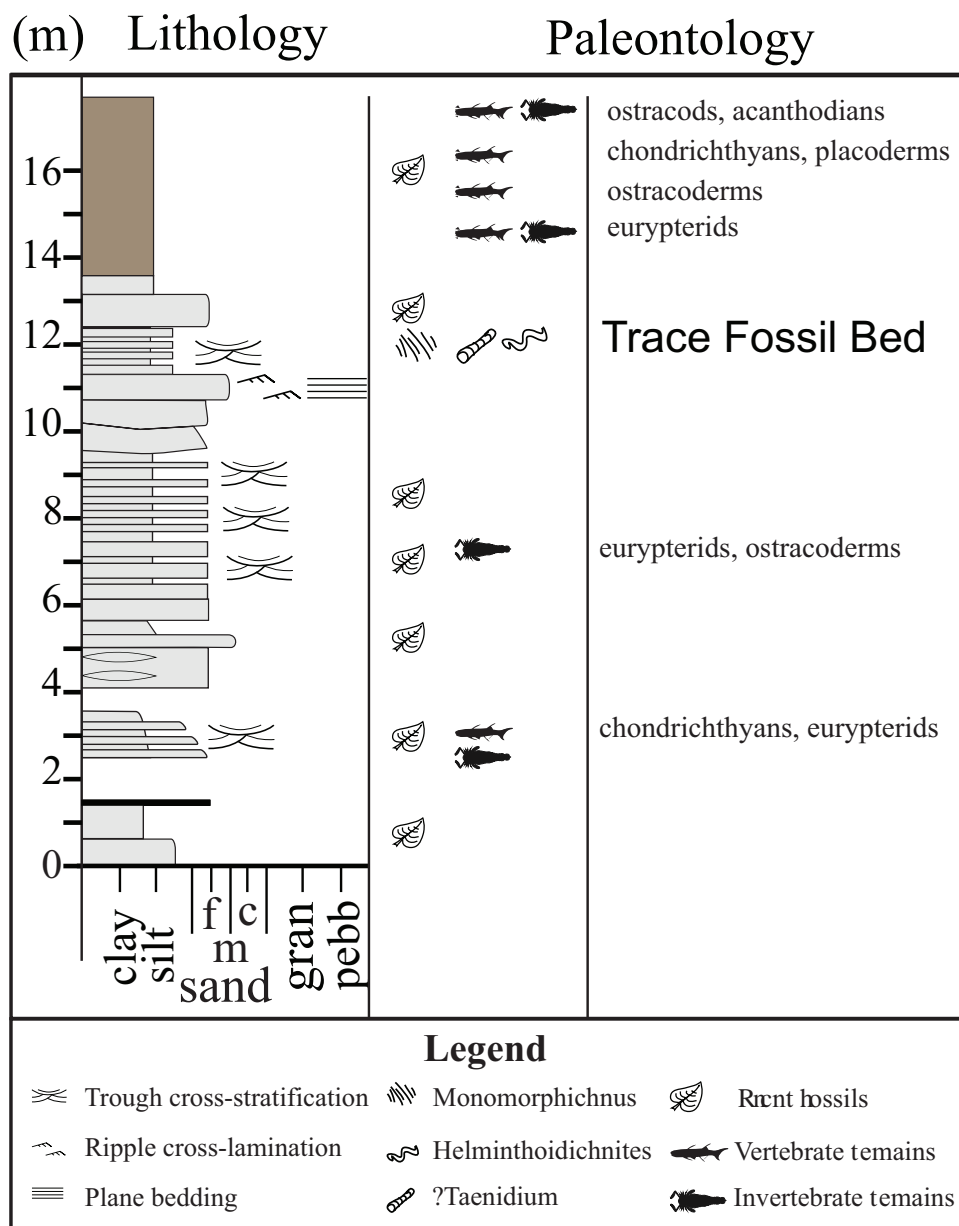 (m) Lithology Paleontology
ostracods, acanthodians
chondrichthyans, placoderms
16
ostracoderms
eurypterids
14
12 Trace Fossil Bed
10
8
eurypterids, ostracoderms
6
4
chondrichthyans, eurypterids
2
0
clay silt f m c sand gran pebb
Legend
Trough cross-stratification Monomorphichnus
Ripple cross-lamination Helminthoidichnites Vertebrate temains
Plane bedding ?Taenidium Invertebrate temains